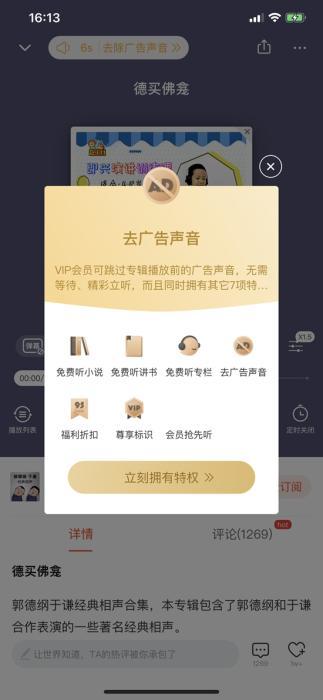 16:13
6s 去除广告声音
德买佛龛
AD
去广告声音
VIP会员可跳过专辑播放前的广告声音，无需
等待、精彩立听，而且同时拥有其它7项特...
弹幕
X1.5
免费听小说 免费听讲书 免费听专栏 去广告声音
00:00/
95
VIP
播放列表
福利折扣 尊享标识 会员抢先听
定时关闭
立刻拥有特权
订阅
详情
评论(1269)
hot
德买佛龛
郭德纲于谦经典相声合集，本专辑包含了郭德纲和于谦
合作表演的一些著名经典相声。
让世界知道，TA的热评被你承包了
1269
1w+